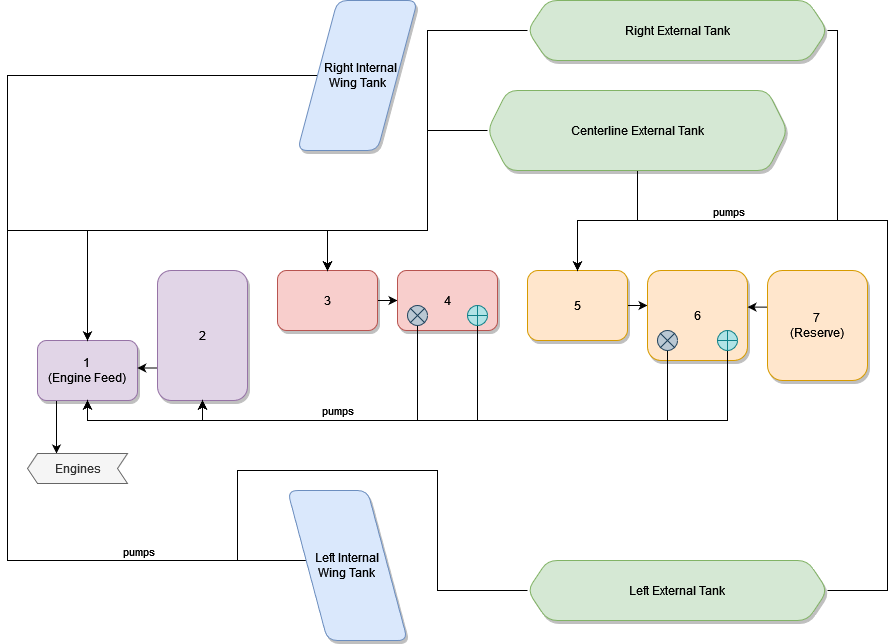 Right Internal
Wing Tank
Right External Tank
Centerline External Tank
pumps
1
(Engine Feed)
2
3
4
5
6
7
(Reserve)
pumps
Engines
pumps
Left Internal
Wing Tank
Left External Tank